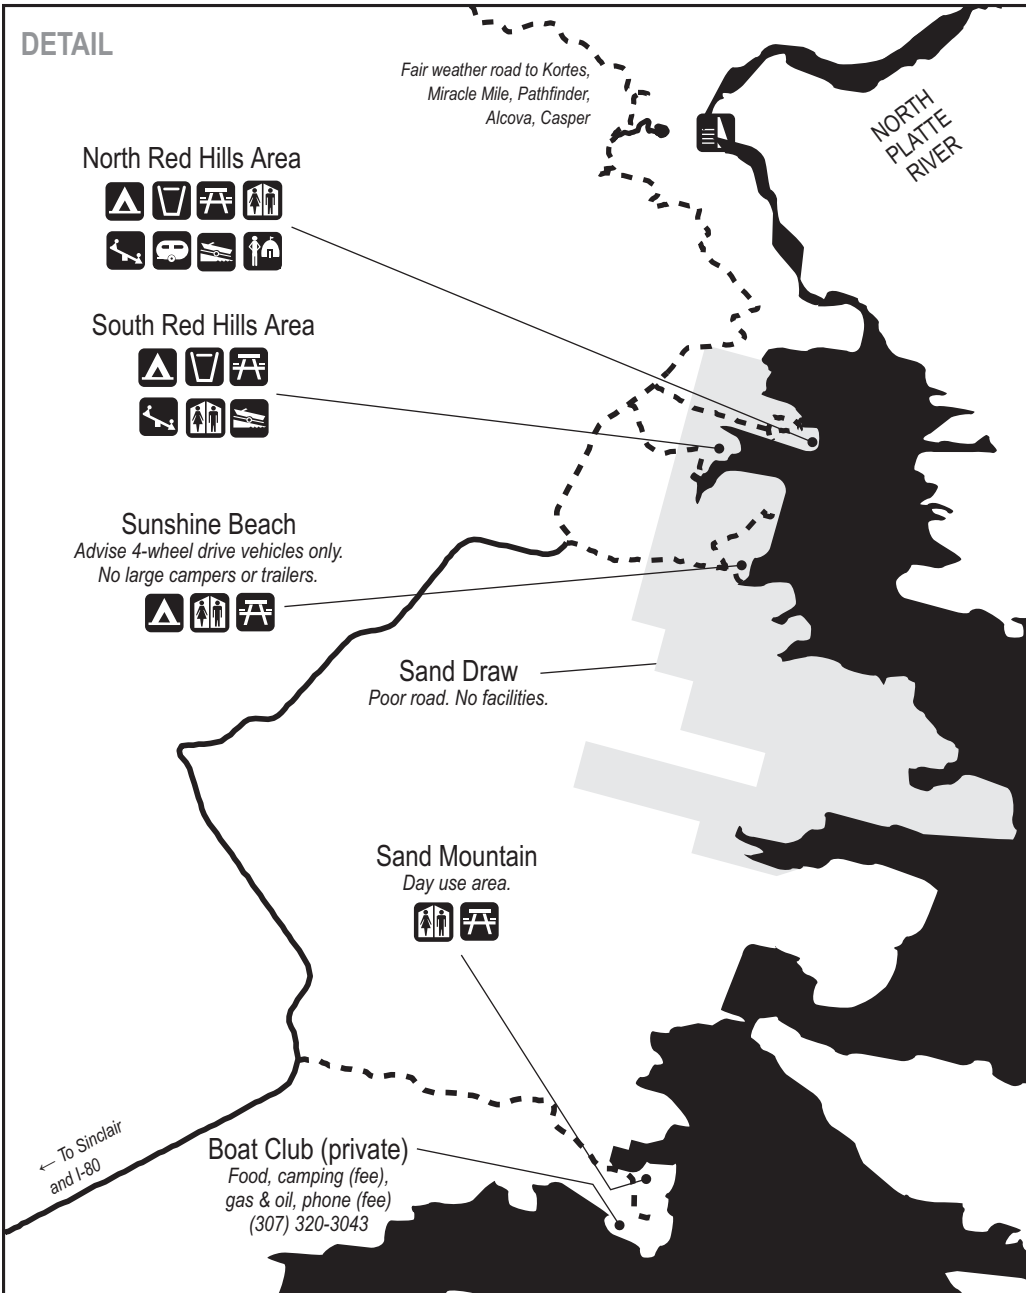 DETAIL
Fair weather road to Kortes,
Miracle Mile, Pathfinder,
Alcova, Casper
NORTH
PLATTE
RIVER
North Red Hills Area
South Red Hills Area
Sunshine Beach
Advise 4-wheel drive vehicles only.
No large campers or trailers.
Sand Draw
Poor road. No facilities.
Sand Mountain
Day use area.
← To Sinclair
and I-80
Boat Club (private)
Food, camping (fee),
gas & oil, phone (fee)
(307) 320-3043